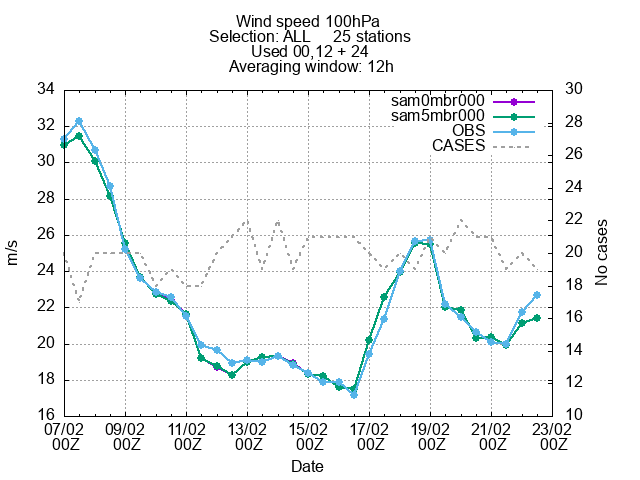 Wind speed 100hPa
Selection: ALL 25 stations
Used 00,12 + 24
Averaging window: 12h
34
32
30
28
26
24
22
20
18
16
30
28
26
24
22
20
18
16
14
12
10
sam0mbr000
sam5mbr000
OBS
CASES
m/s
No cases
07/02 09/02 11/02 13/02 15/02 17/02 19/02 21/02 23/02
00Z 00Z 00Z 00Z 00Z 00Z 00Z 00Z 00Z
Date